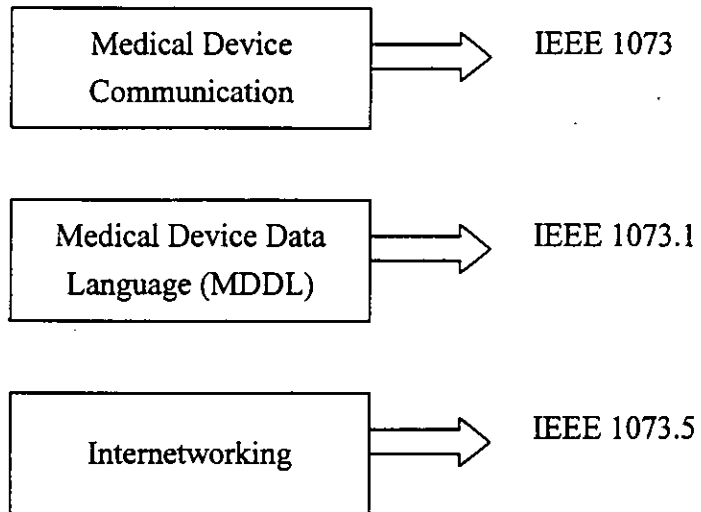 Medical Device
Communication
IEEE 1073
Medical Device Data
Language (MDDL)
IEEE 1073.1
Internetworking
IEEE 1073.5